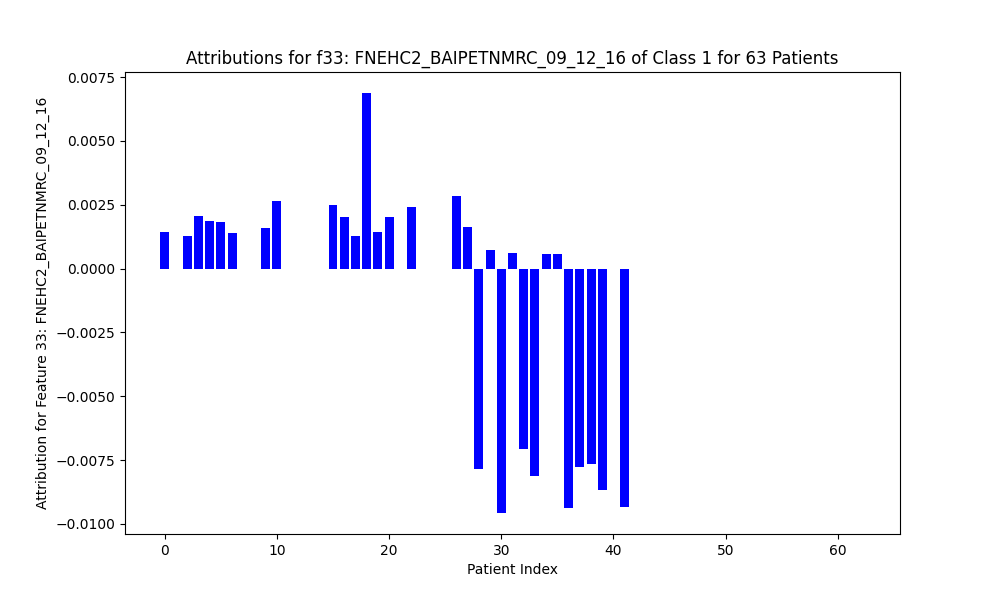 Attributions for f33: FNEHC2_BAIPETNMRC_09_12_16 of Class 1 for 63 Patients
Attribution for Feature 33: FNEHC2_BAIPETNMRC_09_12_16
0.0075
0.0050
0.0025
0.0000
−0.0025
−0.0050
−0.0075
−0.0100
0 10 20 30 40 50 60
Patient Index